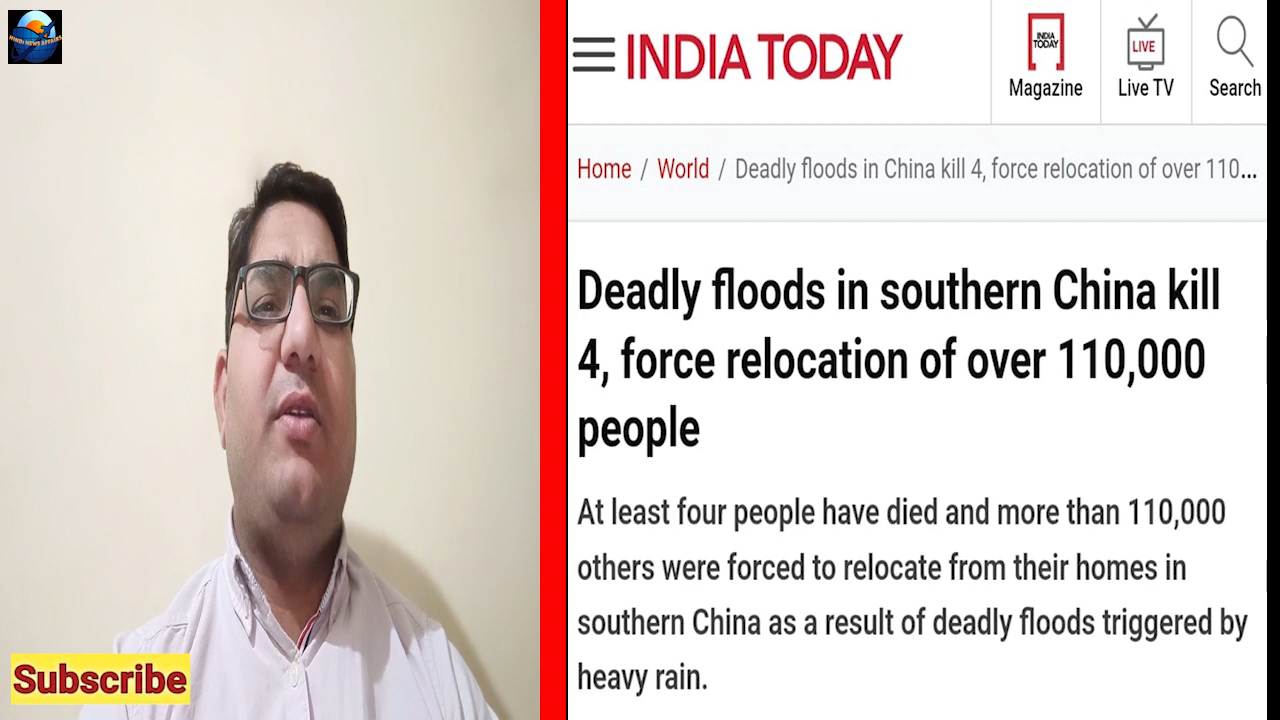 HINDI NEWS AFFAIRS
Subscribe
INDIA TODAY
INDIA
TODAY
Magazine
LIVE
Live TV
Search
Home / World / Deadly floods in China kill 4, force relocation of over 110...
Deadly floods in southern China kill
4, force relocation of over 110,000
people
At least four people have died and more than 110,000
others were forced to relocate from their homes in
southern China as a result of deadly floods triggered by
heavy rain.